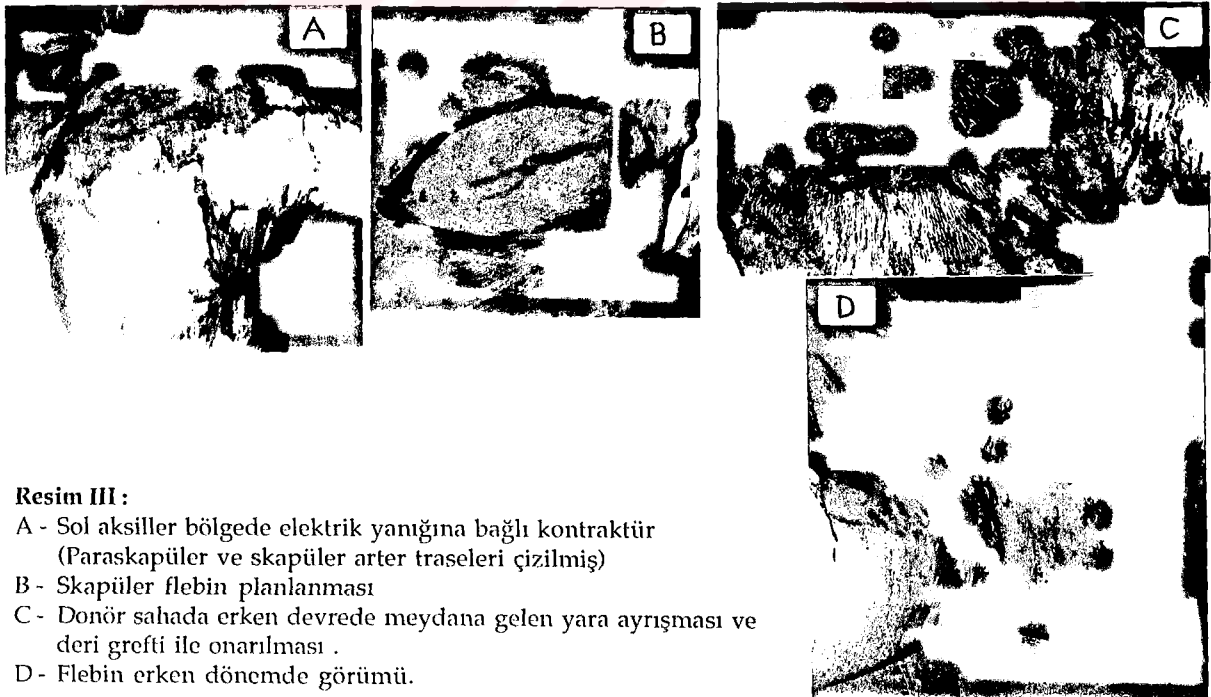 A
B
C
D
Resim III :
A - Sol aksiller bölgede elektrik yanığına bağlı kontraktür
(Paraskapüler ve skapüler arter traseleri çizilmiş)
B - Skapüler flebin planlanması
C - Donör sahada erken devrede meydana gelen yara ayrışması ve
deri grefti ile onarılması .
D - Flebin erken dönemde görümü.